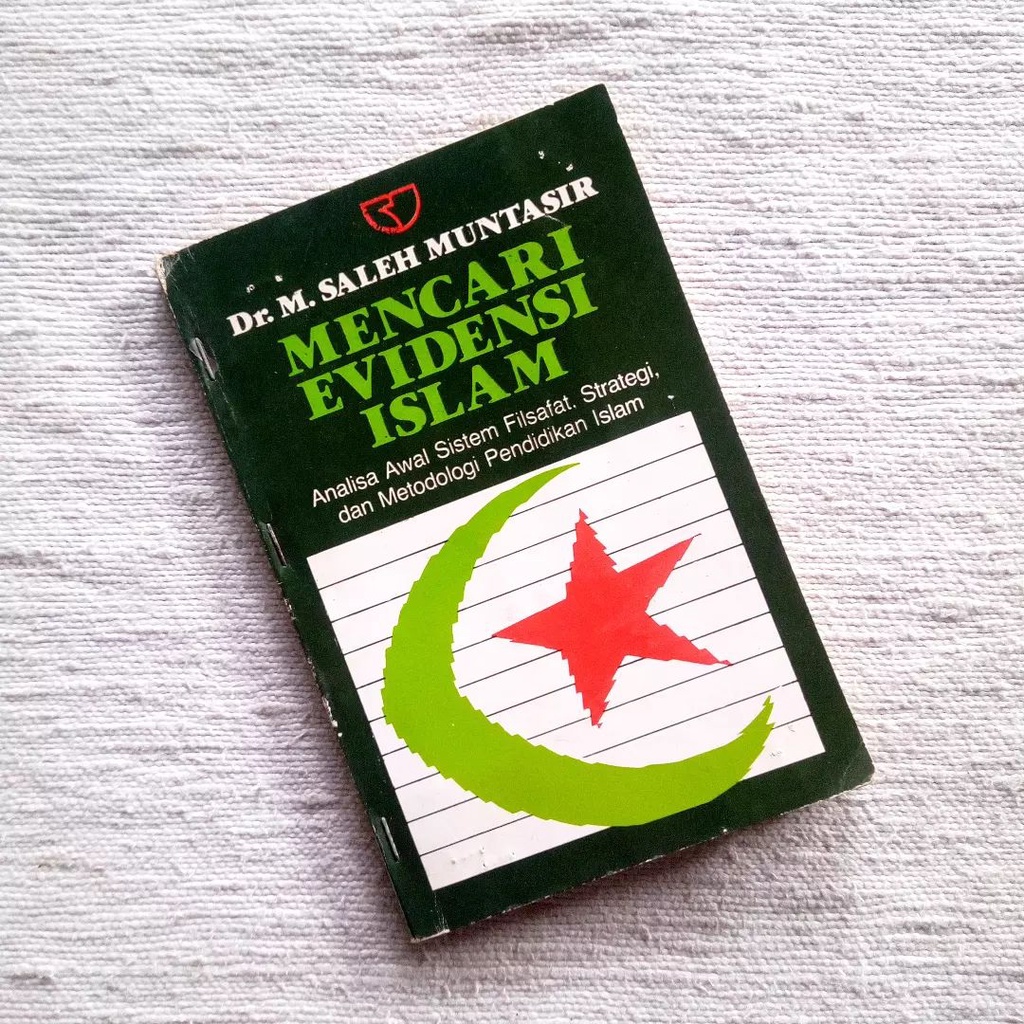 Dr. M. SALEH MUNTASIR
MENCARI
EVIDENSI
ISLAM
Analisa Awal Sistem Filsafat. Strategi,
dan Metodologi Pendidikan Islam